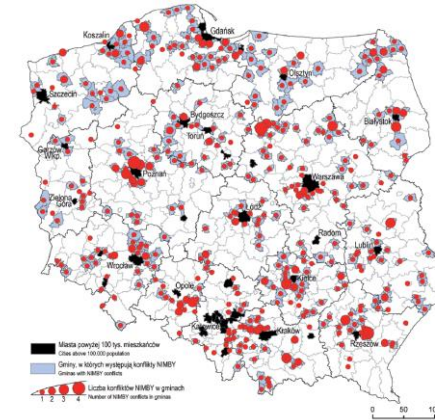 Gdańsk
Koszalin
Olsztyn
Szczecin
Bydgoszcz
Białystok
Toruń
Gorzów
Wlkp.
Poznań
Warszawa
Zielona
Góra
Łódź
Radom
Lublin
Wrocław
Kielce
Opole
Katowice
Kraków
Rzeszów
Miasta powyżej 100 tys. mieszkańców
Cities above 100,000 population
Gminy, w których występują konflikty NIMBY
Gminas with NIMBY conflicts
Liczba konfliktów NIMBY w gminach
1 2 3 4 Number of NIMBY conflicts in gminas
0 50